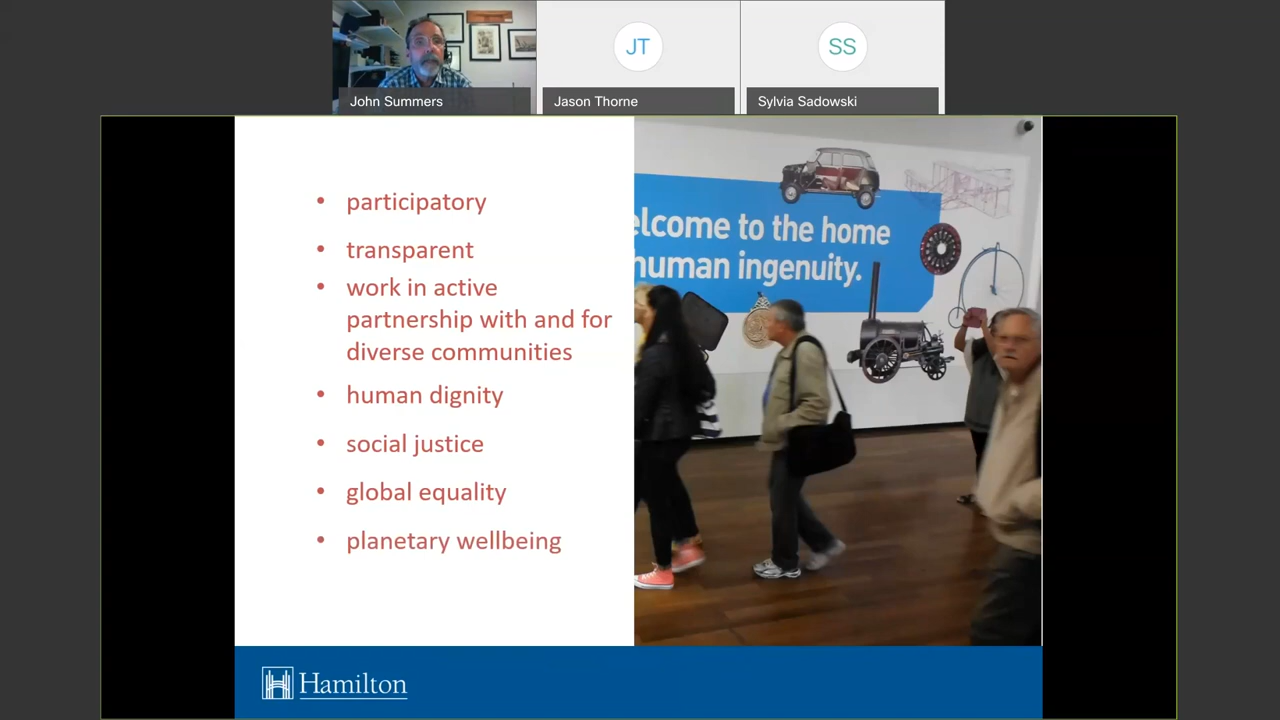 John Summers
JT
Jason Thorne
SS
Sylvia Sadowski
• participatory
• transparent
• work in active
partnership with and for
diverse communities
• human dignity
• social justice
• global equality
• planetary wellbeing
elcome to the home
human ingenuity.
Hamilton